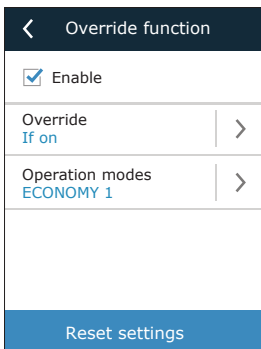 Override function
Enable
Override
If on
Operation modes
ECONOMY 1
Reset settings